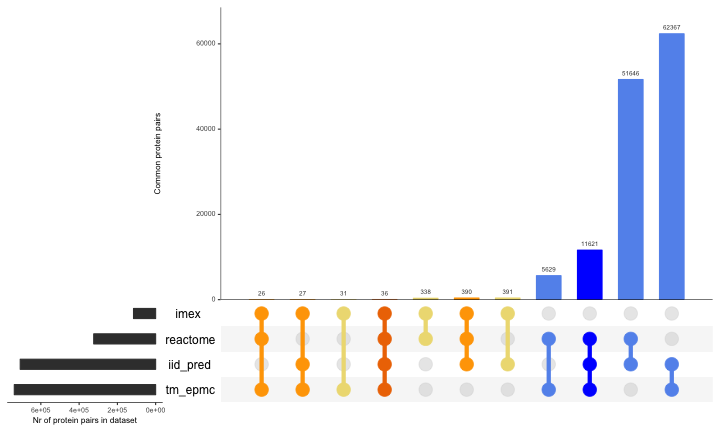 62367
60000
51646
40000
Common protein pairs
20000
11621
5629
26 27 31 36 338 390 391
0
imex
reactome
iid_pred
tm_epmc
6e+05 4e+05 2e+05 0e+00
Nr of protein pairs in dataset